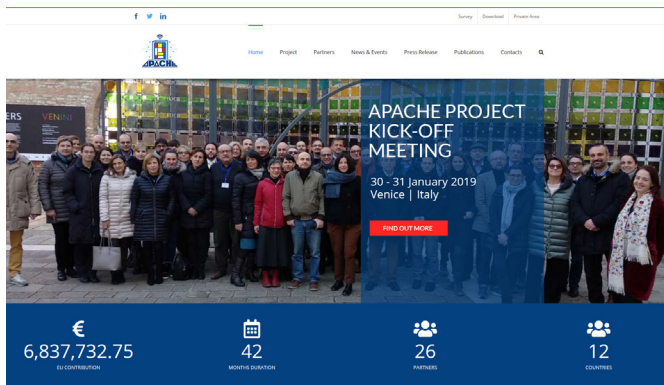 f in
Survey Download Private Area
APACHE
Home Project Partners News & Events Press Release Publications Contacts
ERS VENINI
APACHE PROJECT
KICK-OFF
MEETING
30 - 31 January 2019
Venice | Italy
FIND OUT MORE
€
6,837,732.75 42 26 12
EU CONTRIBUTION MONTHS DURATION PARTNERS COUNTRIES